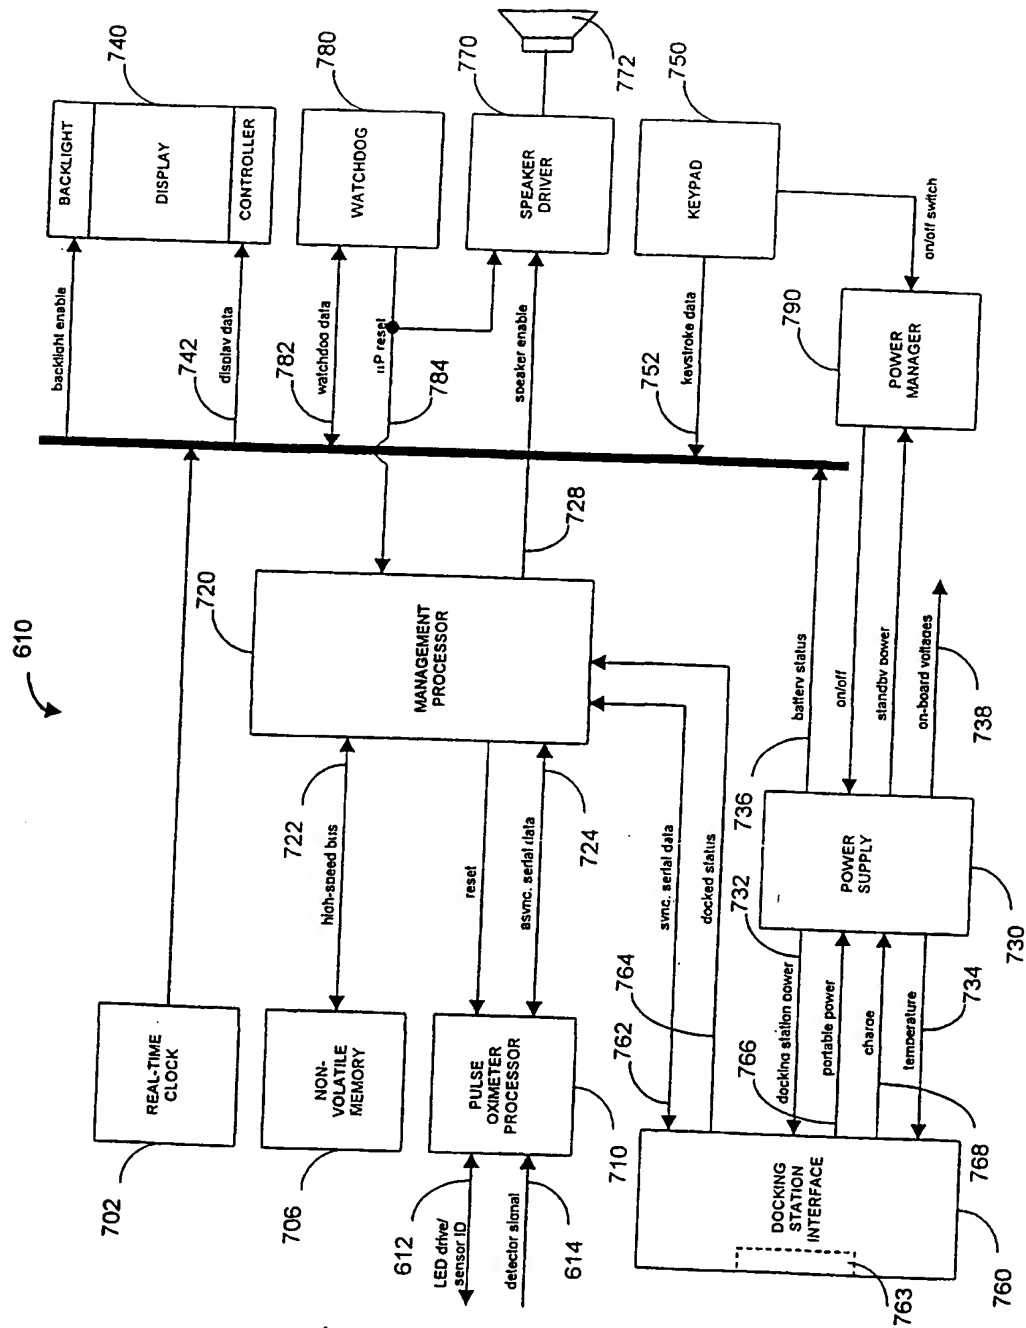 610
740
BACKLIGHT
DISPLAY
CONTROLLER
780
WATCHDOG
770
SPEAKER
DRIVER
772
750
KEYPAD
backlight enable
742
display data
782
watchdog data
µP reset
784
speaker enable
752
keystroke data
on/off switch
790
POWER
MANAGER
720
MANAGEMENT
PROCESSOR
728
722
high-speed bus
reset
async. serial data
724
sync. serial data
docked status
736
battery status
on/off
standby power
on-board voltages
738
732
POWER
SUPPLY
730
702
REAL-TIME
CLOCK
706
NON-
VOLATILE
MEMORY
PULSE
OXIMETER
PROCESSOR
710
612
LED drive/
sensor ID
detector signal
614
762
764
docking station power
766
portable power
charge
temperature
734
768
DOCKING
STATION
INTERFACE
763
760